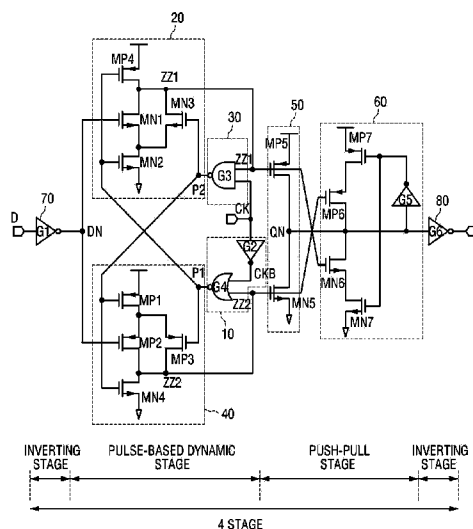 20
MP4
ZZ1
MN3
MN1
MN2
30
50
60
MP5
MP7
ZZ1
G3
P2
CK
MP6
G5
70
80
D
G1
DN
G2
QN
G6
MN6
CKB
P1
G4
ZZ2
MN5
MN7
MP1
MP2
MP3
MN4
ZZ2
10
40
INVERTING STAGE
PULSE-BASED DYNAMIC STAGE
PUSH-PULL STAGE
INVERTING STAGE
4 STAGE